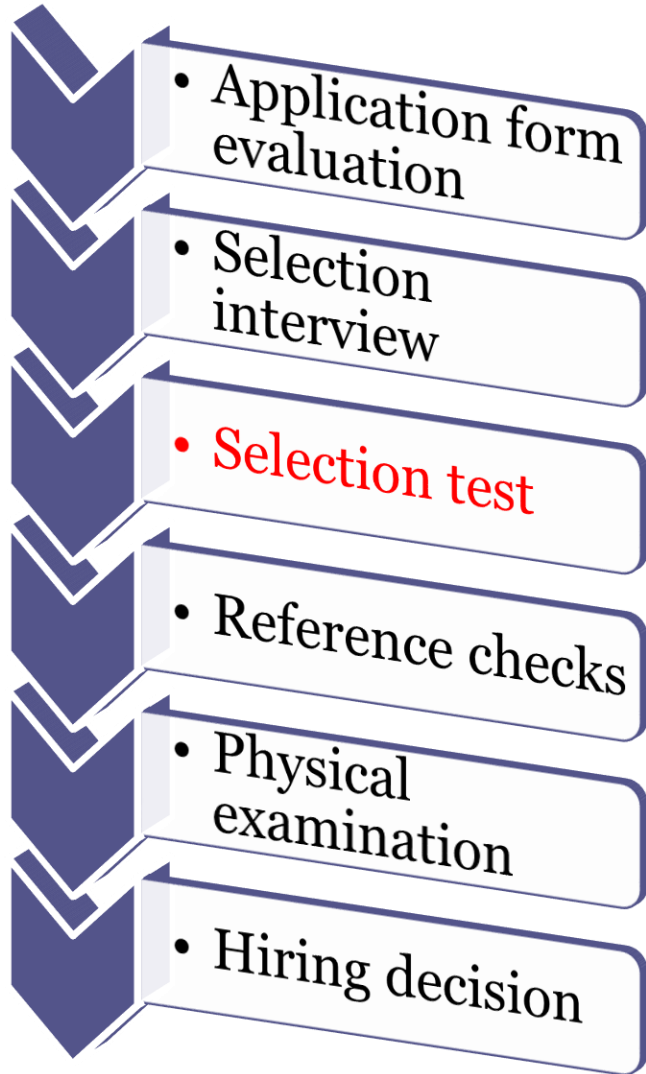 • Application form
evaluation
• Selection
interview
• Selection test
• Reference checks
• Physical
examination
• Hiring decision